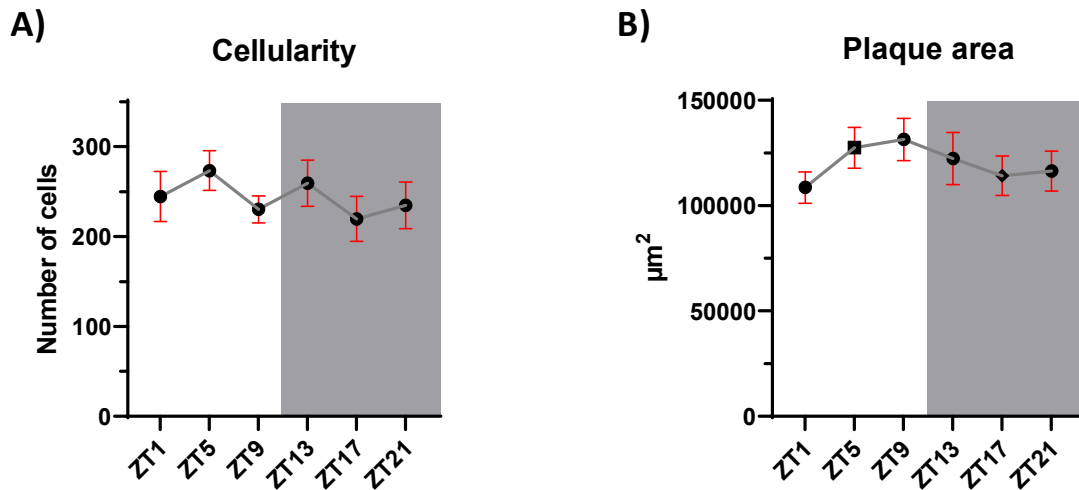 A)
Cellularity
Number of cells
300
200
100
0
ZT1
ZT5
ZT9
ZT13
ZT17
ZT21
B)
Plaque area
µm²
150000
100000
50000
0
ZT1
ZT5
ZT9
ZT13
ZT17
ZT21